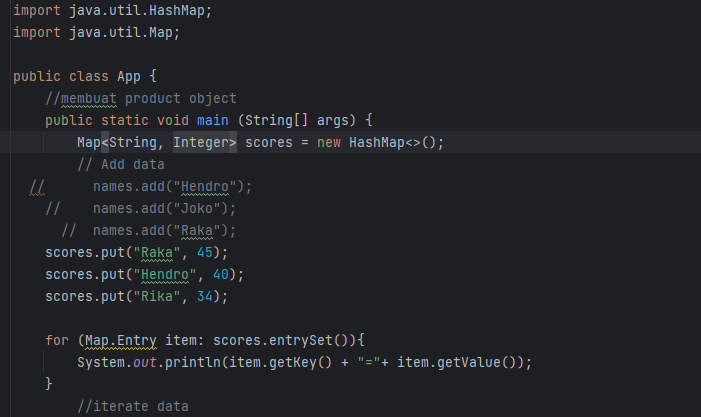 import java.util.HashMap;
import java.util.Map;
public class App {
//membuat product object
public static void main (String[] args) {
Map<String, Integer> scores = new HashMap<>();
// Add data
//      names.add("Hendro");
//    names.add("Joko");
//  names.add("Raka");
scores.put("Raka", 45);
scores.put("Hendro", 40);
scores.put("Rika", 34);
for (Map.Entry item: scores.entrySet()){
System.out.println(item.getKey() + "="+ item.getValue());
}
//iterate data